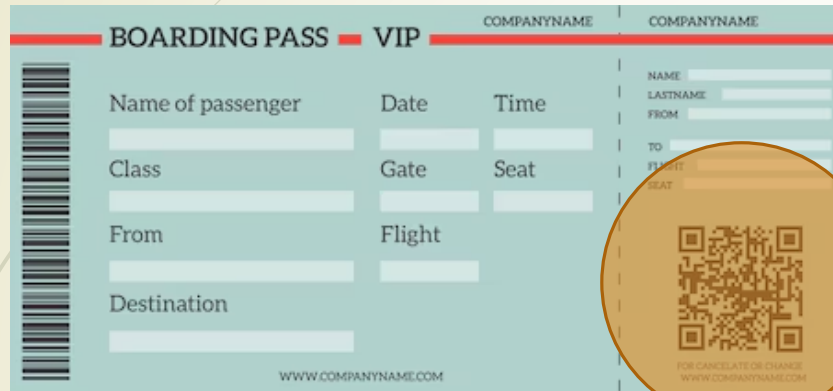 COMPANYNAME
BOARDING PASS VIP
Name of passenger Date Time
Class Gate Seat
From Flight
Destination
WWW.COMPANYNAME.COM
COMPANYNAME
NAME
LASTNAME
FROM
TO
FLIGHT
SEAT
FOR CANCELATE OR CHANGE
WWW.COMPANYNAME.COM